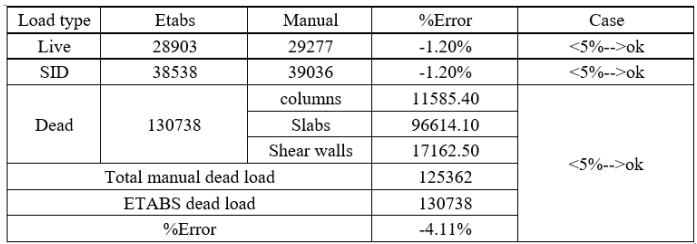 Load type Etabs Manual %Error Case
Live 28903 29277 -1.20% <5%-->ok
SID 38538 39036 -1.20% <5%-->ok
Dead 130738 columns 11585.40 <5%-->ok
Slabs 96614.10
Shear walls 17162.50
Total manual dead load 125362
ETABS dead load 130738
%Error -4.11%